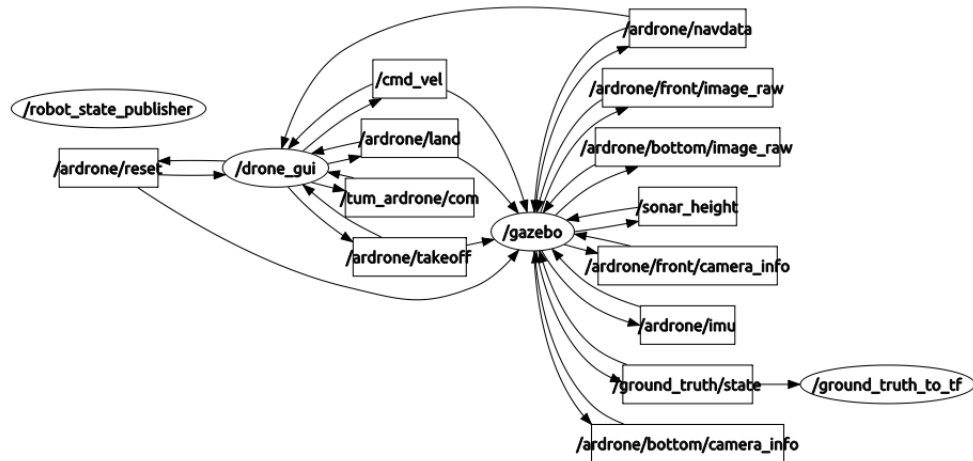 /ardrone/navdata
/cmd_vel
/ardrone/front/image_raw
/robot_state_publisher
/ardrone/land
/ardrone/bottom/image_raw
/ardrone/reset
/drone_gui
/tum_ardrone/com
/sonar_height
/gazebo
/ardrone/takeoff
/ardrone/front/camera_info
/ardrone/imu
/ground_truth/state
/ground_truth_to_tf
/ardrone/bottom/camera_info